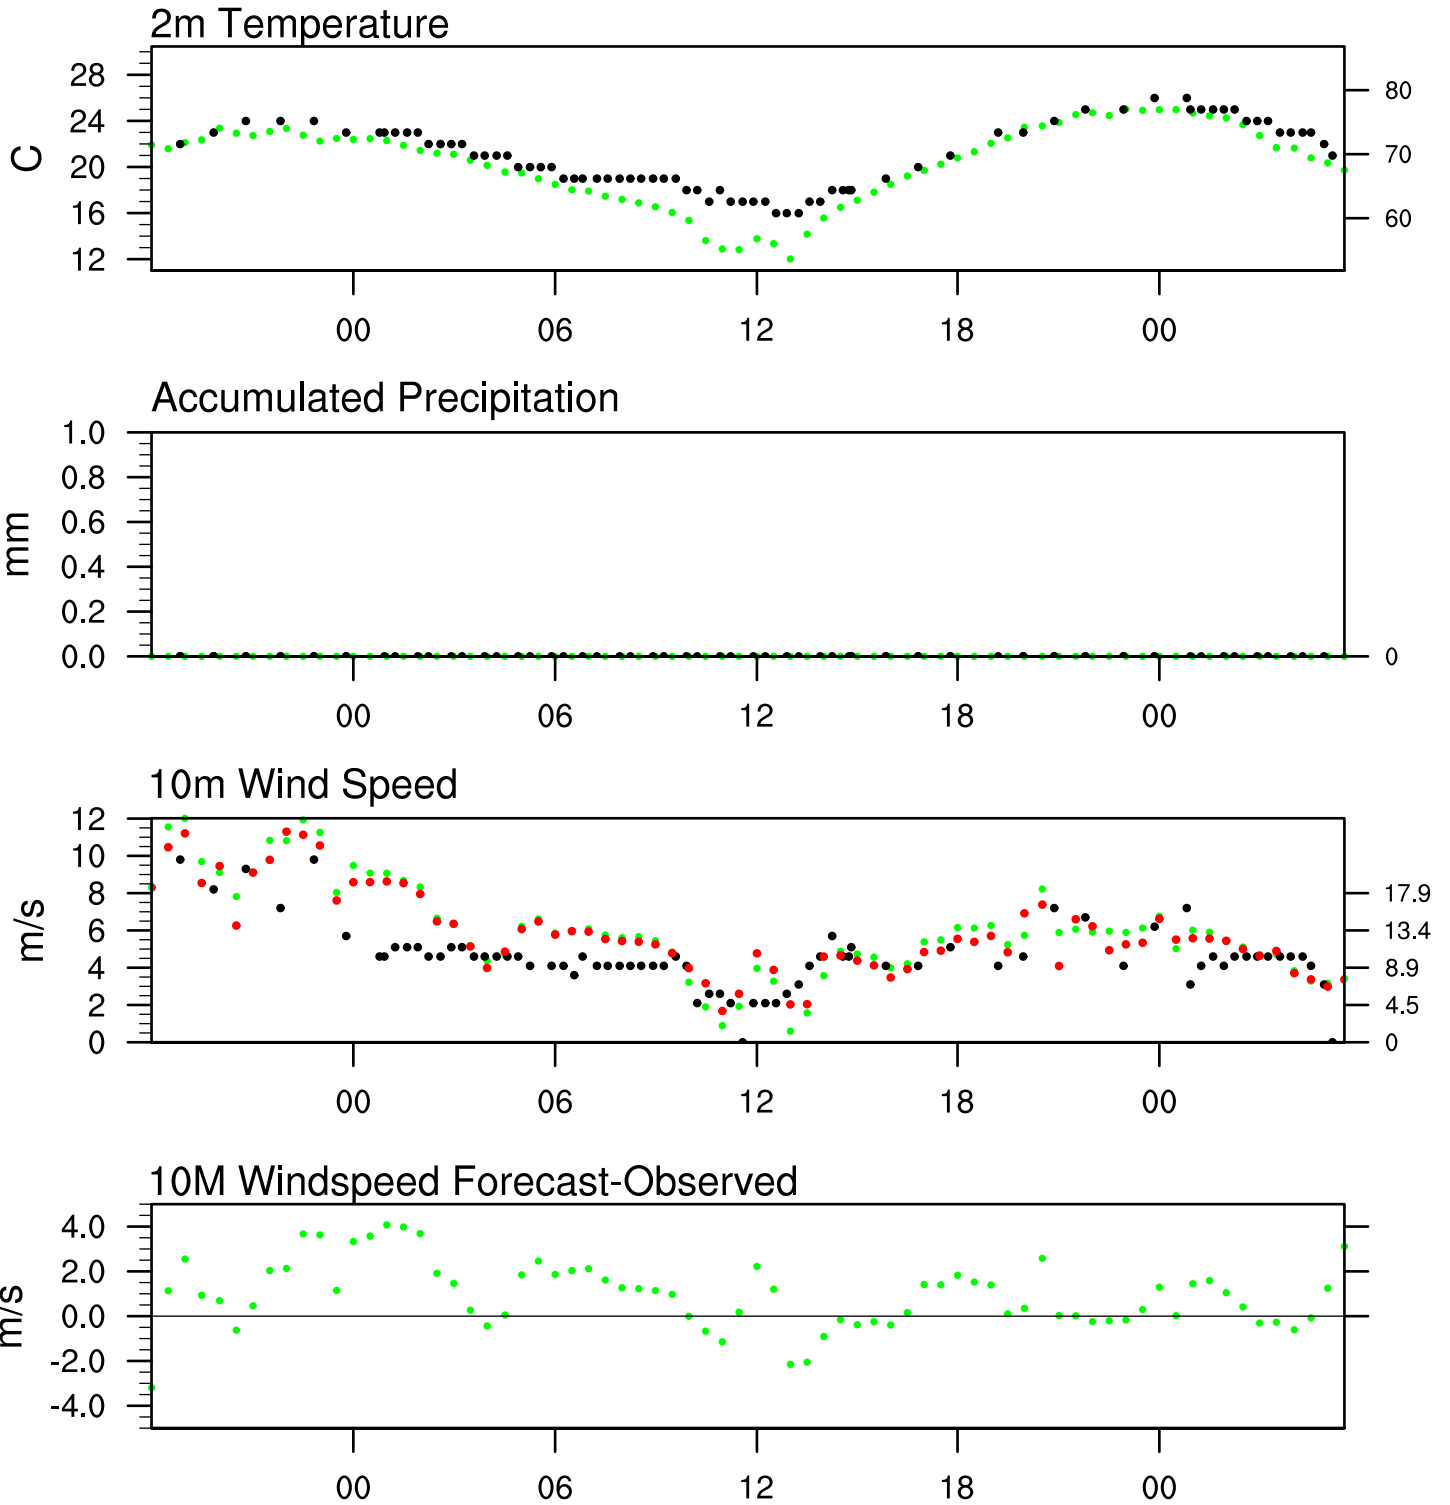 2m Temperature
28
24
20
16
12
C
80
70
60
00 06 12 18 00
Accumulated Precipitation
1.0
0.8
0.6
0.4
0.2
0.0
mm
0
00 06 12 18 00
10m Wind Speed
12
10
8
6
4
2
0
m/s
17.9
13.4
8.9
4.5
0
00 06 12 18 00
10M Windspeed Forecast-Observed
4.0
2.0
0.0
-2.0
-4.0
m/s
00 06 12 18 00